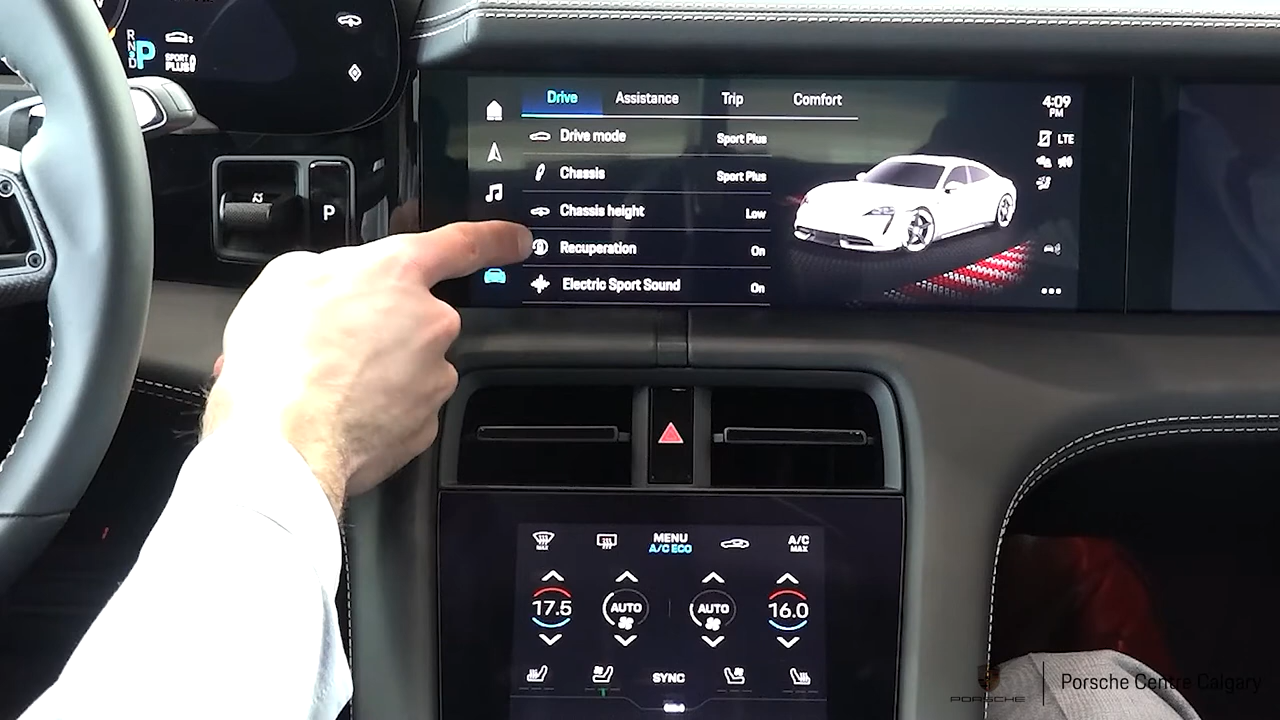 R
N
D
P
SPORT
PLUS
P
Drive Assistance Trip Comfort
4:09
PM
LTE
Drive mode Sport Plus
Chassis Sport Plus
Chassis height Low
Recuperation On
Electric Sport Sound On
MAX
MENU
A/C ECO
A/C
MAX
17.5 AUTO AUTO 16.0
SYNC
PORSCHE
Porsche Centre Calgary